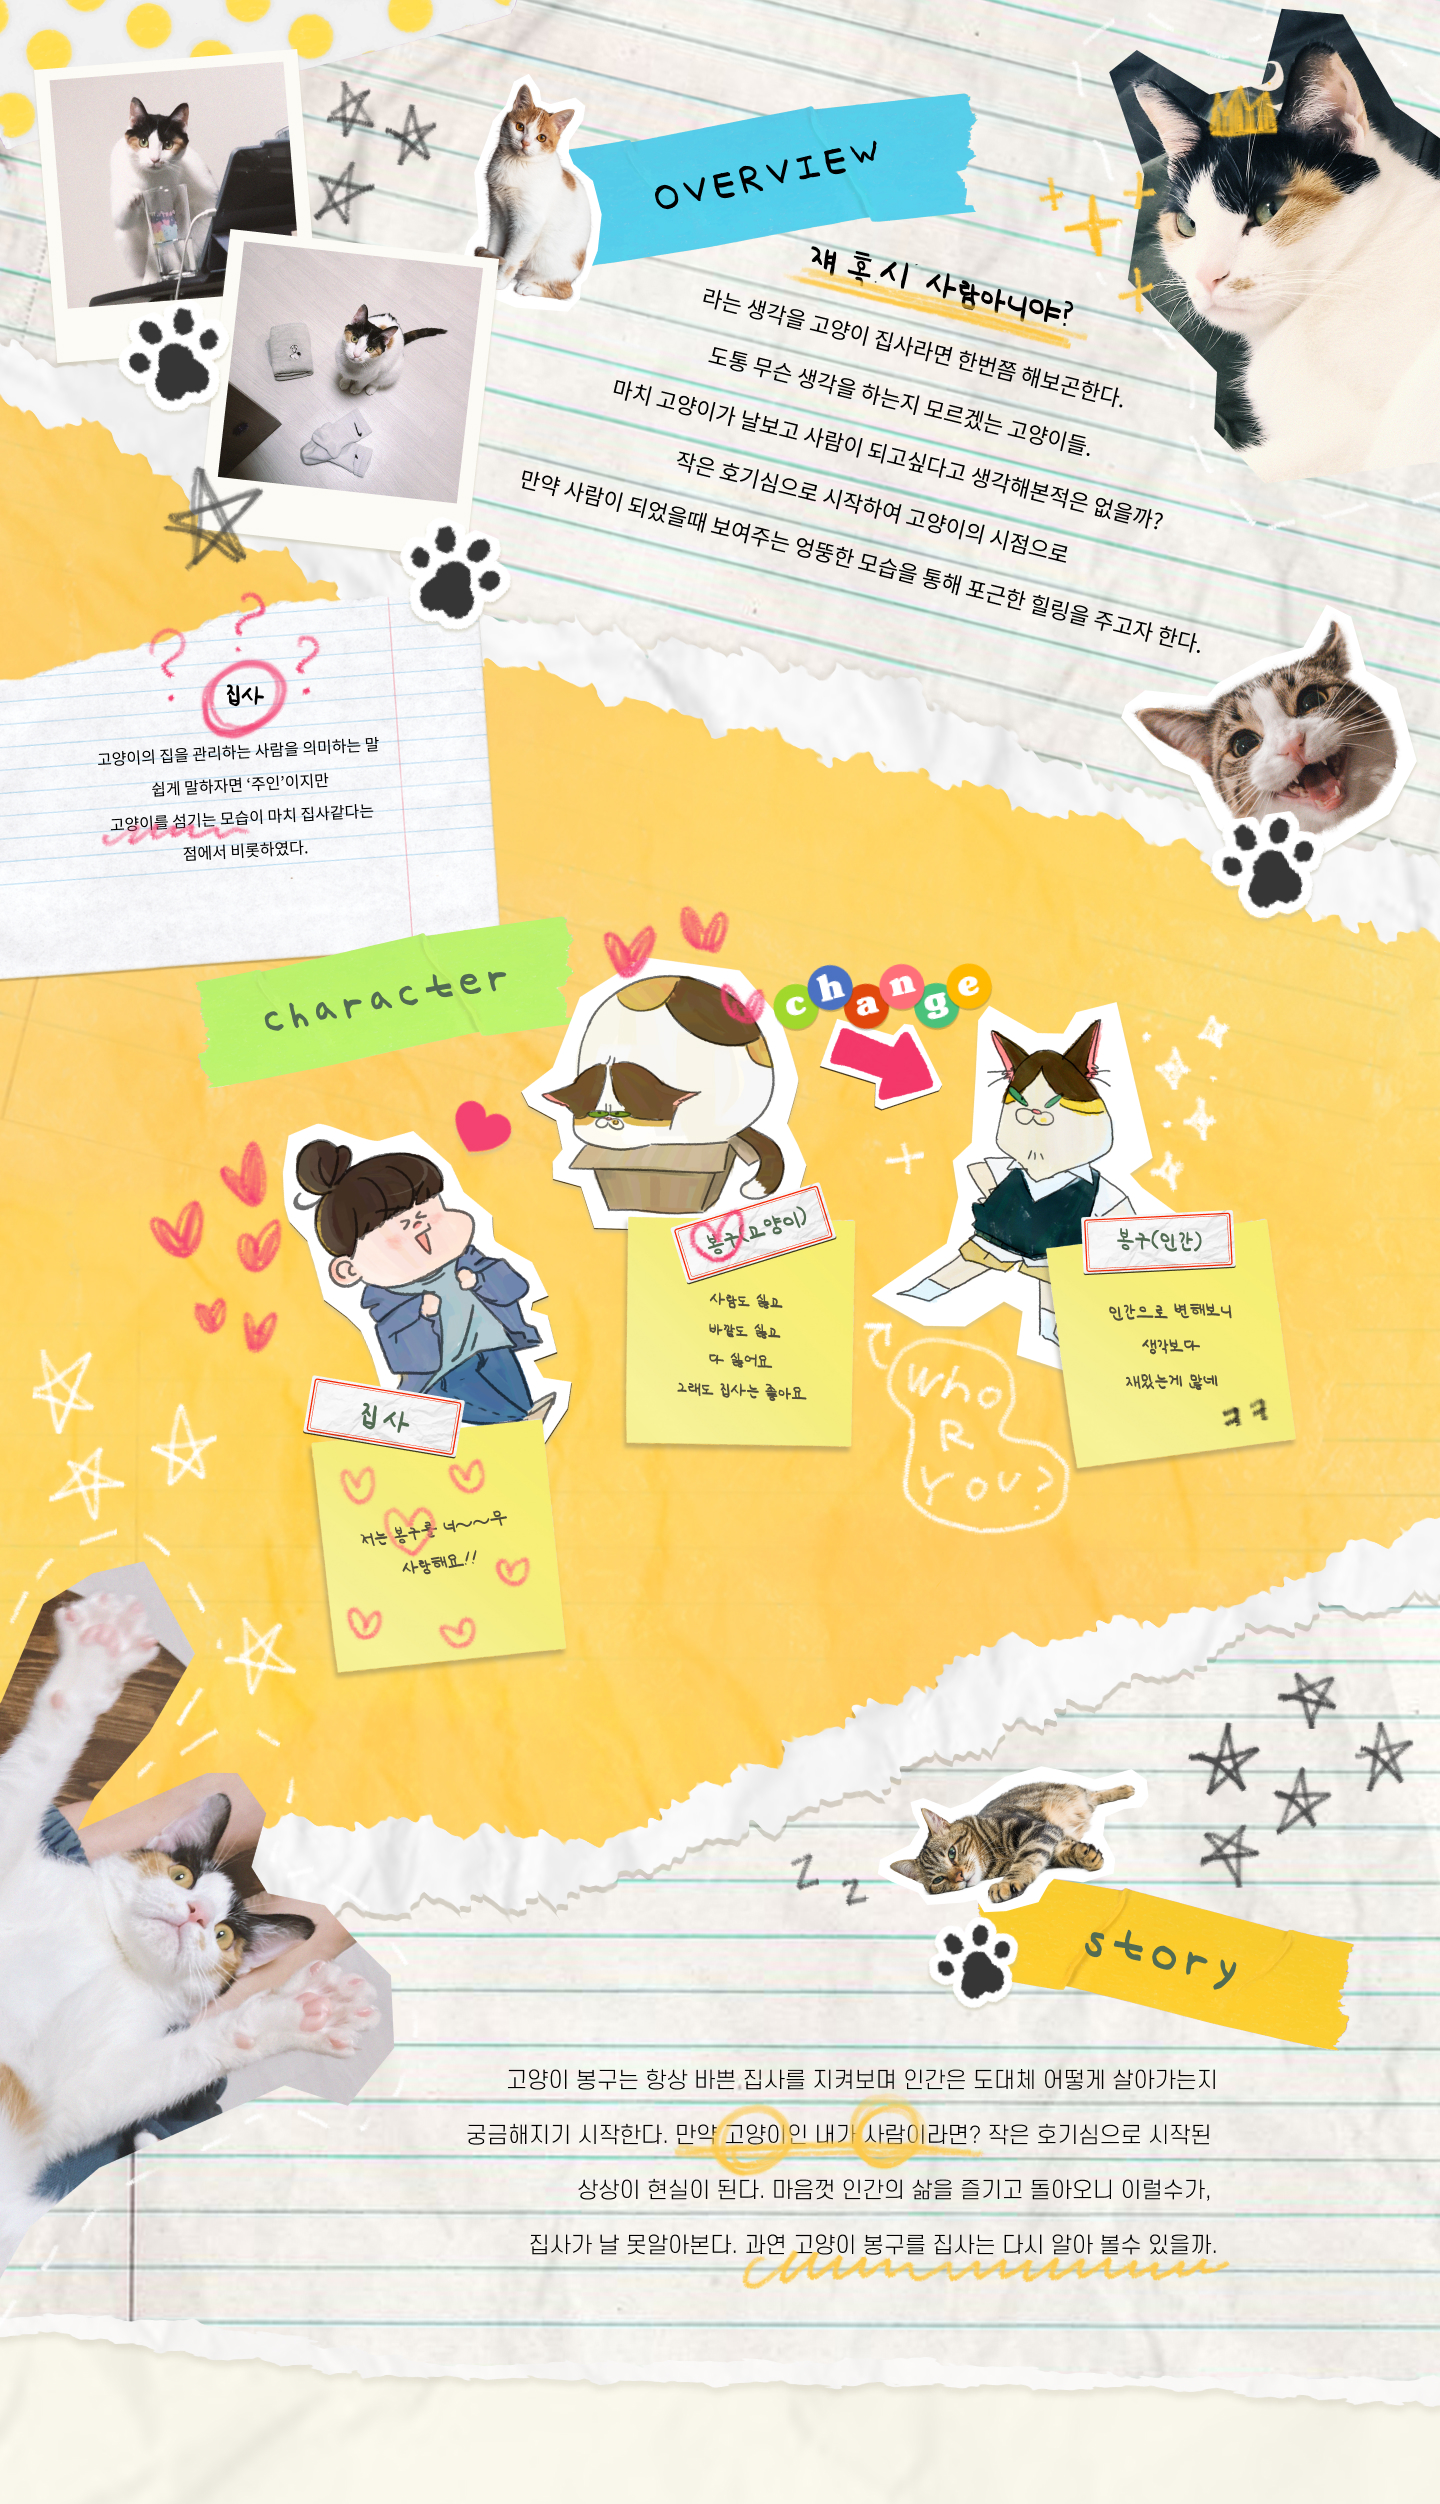 OVERVIEW
쟤 혹시 사람아니야?
라는 생각을 고양이 집사라면 한번쯤 해보곤한다.
도통 무슨 생각을 하는지 모르겠는 고양이들.
마치 고양이가 날보고 사람이 되고싶다고 생각해본적은 없을까?
작은 호기심으로 시작하여 고양이의 시점으로
만약 사람이 되었을때 보여주는 엉뚱한 모습을 통해 포근한 힐링을 주고자 한다.
? ? ?
집사
고양이의 집을 관리하는 사람을 의미하는 말
쉽게 말하자면 ‘주인’이지만
고양이를 섬기는 모습이 마치 집사같다는
점에서 비롯하였다.
character
change
집사
저는 봉구를 너~~무
사랑해요!!
봉구(고양이)
사람도 싫고
바깥도 싫고
다 싫어요
그래도 집사는 좋아요
봉구(인간)
인간으로 변해보니
생각보다
재밌는게 많네
ㅋㅋ
Who
R
You?
z z
story
고양이 봉구는 항상 바쁜 집사를 지켜보며 인간은 도대체 어떻게 살아가는지
궁금해지기 시작한다. 만약 고양이인 내가 사람이라면? 작은 호기심으로 시작된
상상이 현실이 된다. 마음껏 인간의 삶을 즐기고 돌아오니 이럴수가,
집사가 날 못알아본다. 과연 고양이 봉구를 집사는 다시 알아 볼수 있을까.